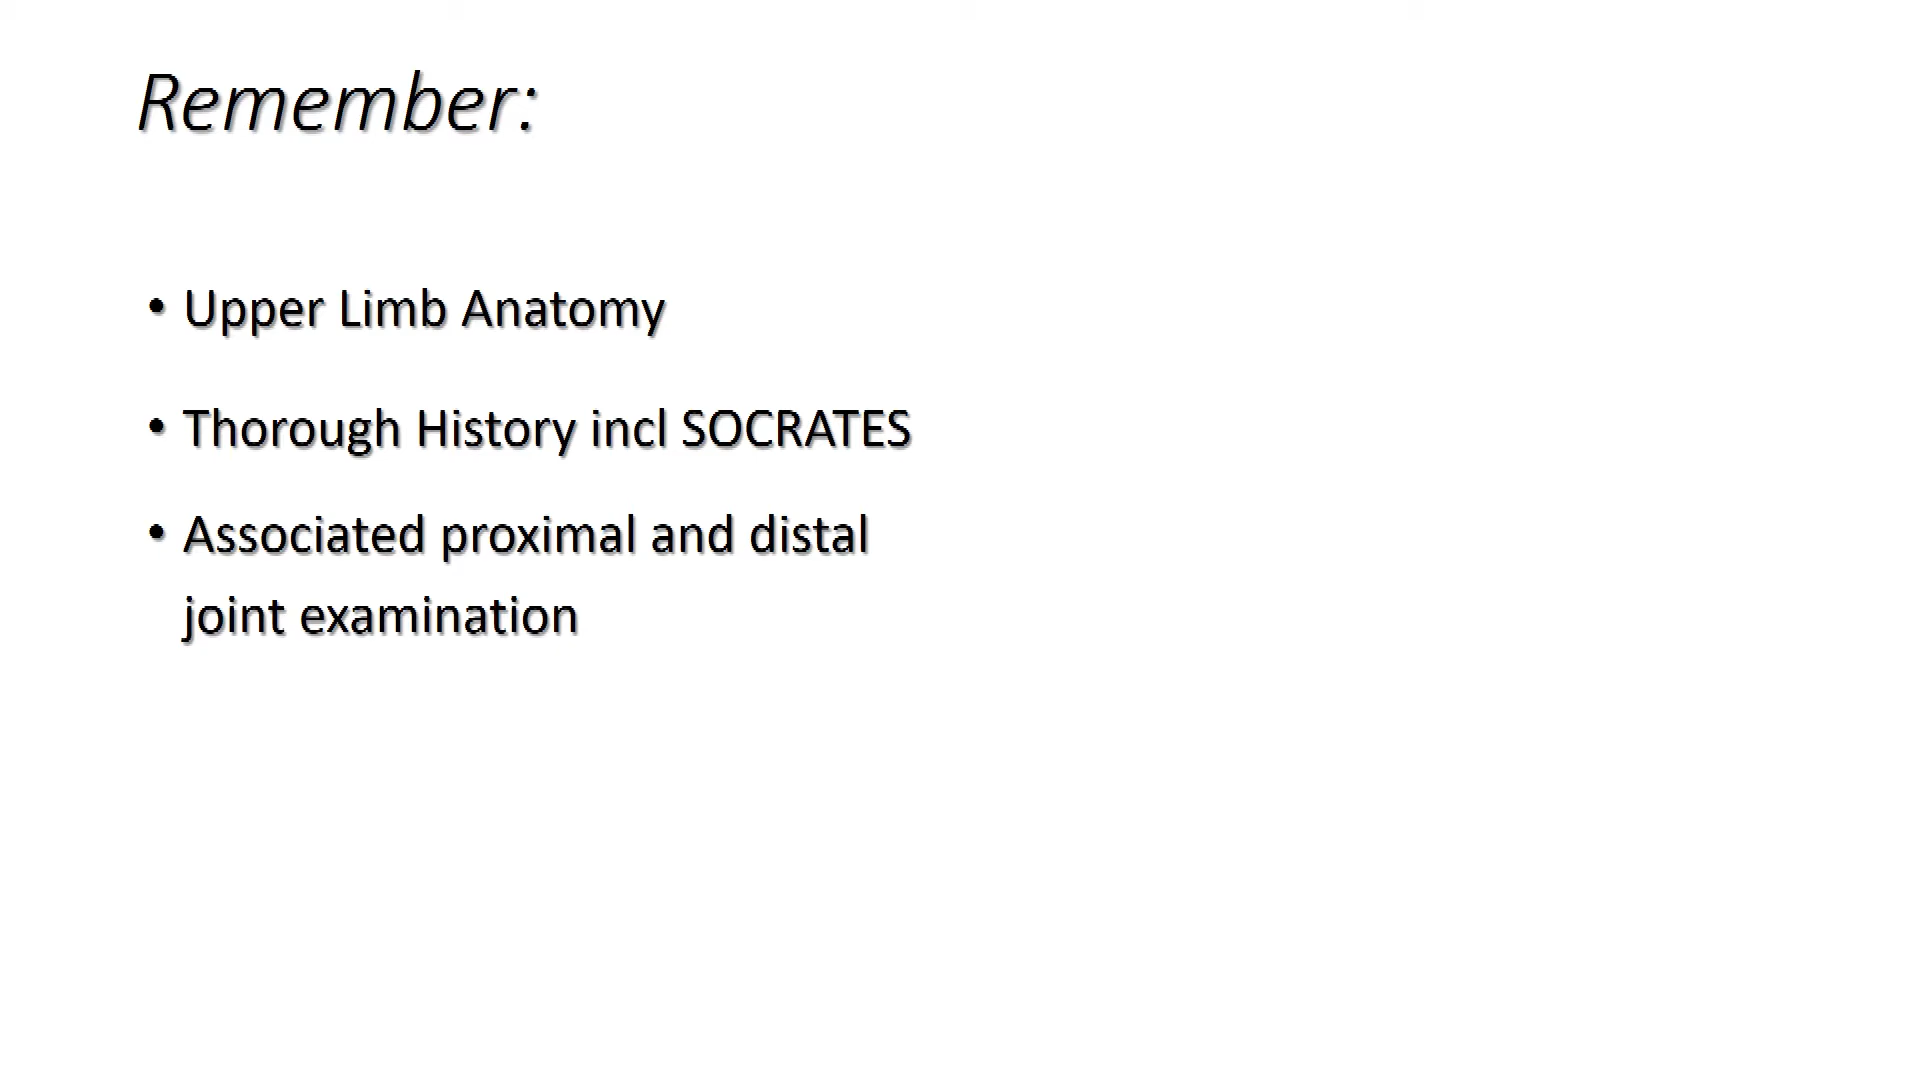 Remember:
• Upper Limb Anatomy
• Thorough History incl SOCRATES
• Associated proximal and distal
joint examination